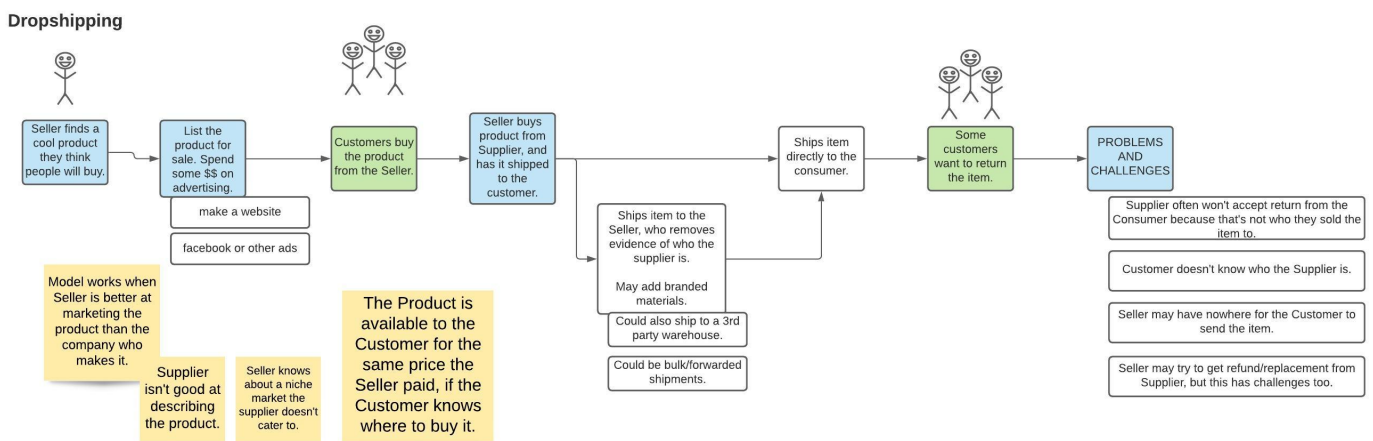 Dropshipping
Seller finds a
cool product
they think
people will buy.
List the
product for
sale. Spend
some $$ on
advertising.
make a website
facebook or other ads
Customers buy
the product
from the Seller.
Seller buys
product from
Supplier, and
has it shipped
to the
customer.
Ships item to the
Seller, who removes
evidence of who the
supplier is.
May add branded
materials.
Could also ship to a 3rd
party warehouse.
Could be bulk/forwarded
shipments.
Ships item
directly to the
consumer.
Some
customers
want to return
the item.
PROBLEMS
AND
CHALLENGES
Supplier often won't accept return from the
Consumer because that's not who they sold the
item to.
Customer doesn't know who the Supplier is.
Seller may have nowhere for the Customer to
send the item.
Seller may try to get refund/replacement from
Supplier, but this has challenges too.
Model works when
Seller is better at
marketing the
product than the
company who
makes it.
Supplier
isn't good at
describing
the product.
Seller knows
about a niche
market the
supplier doesn't
cater to.
The Product is
available to the
Customer for the
same price the
Seller paid, if the
Customer knows
where to buy it.